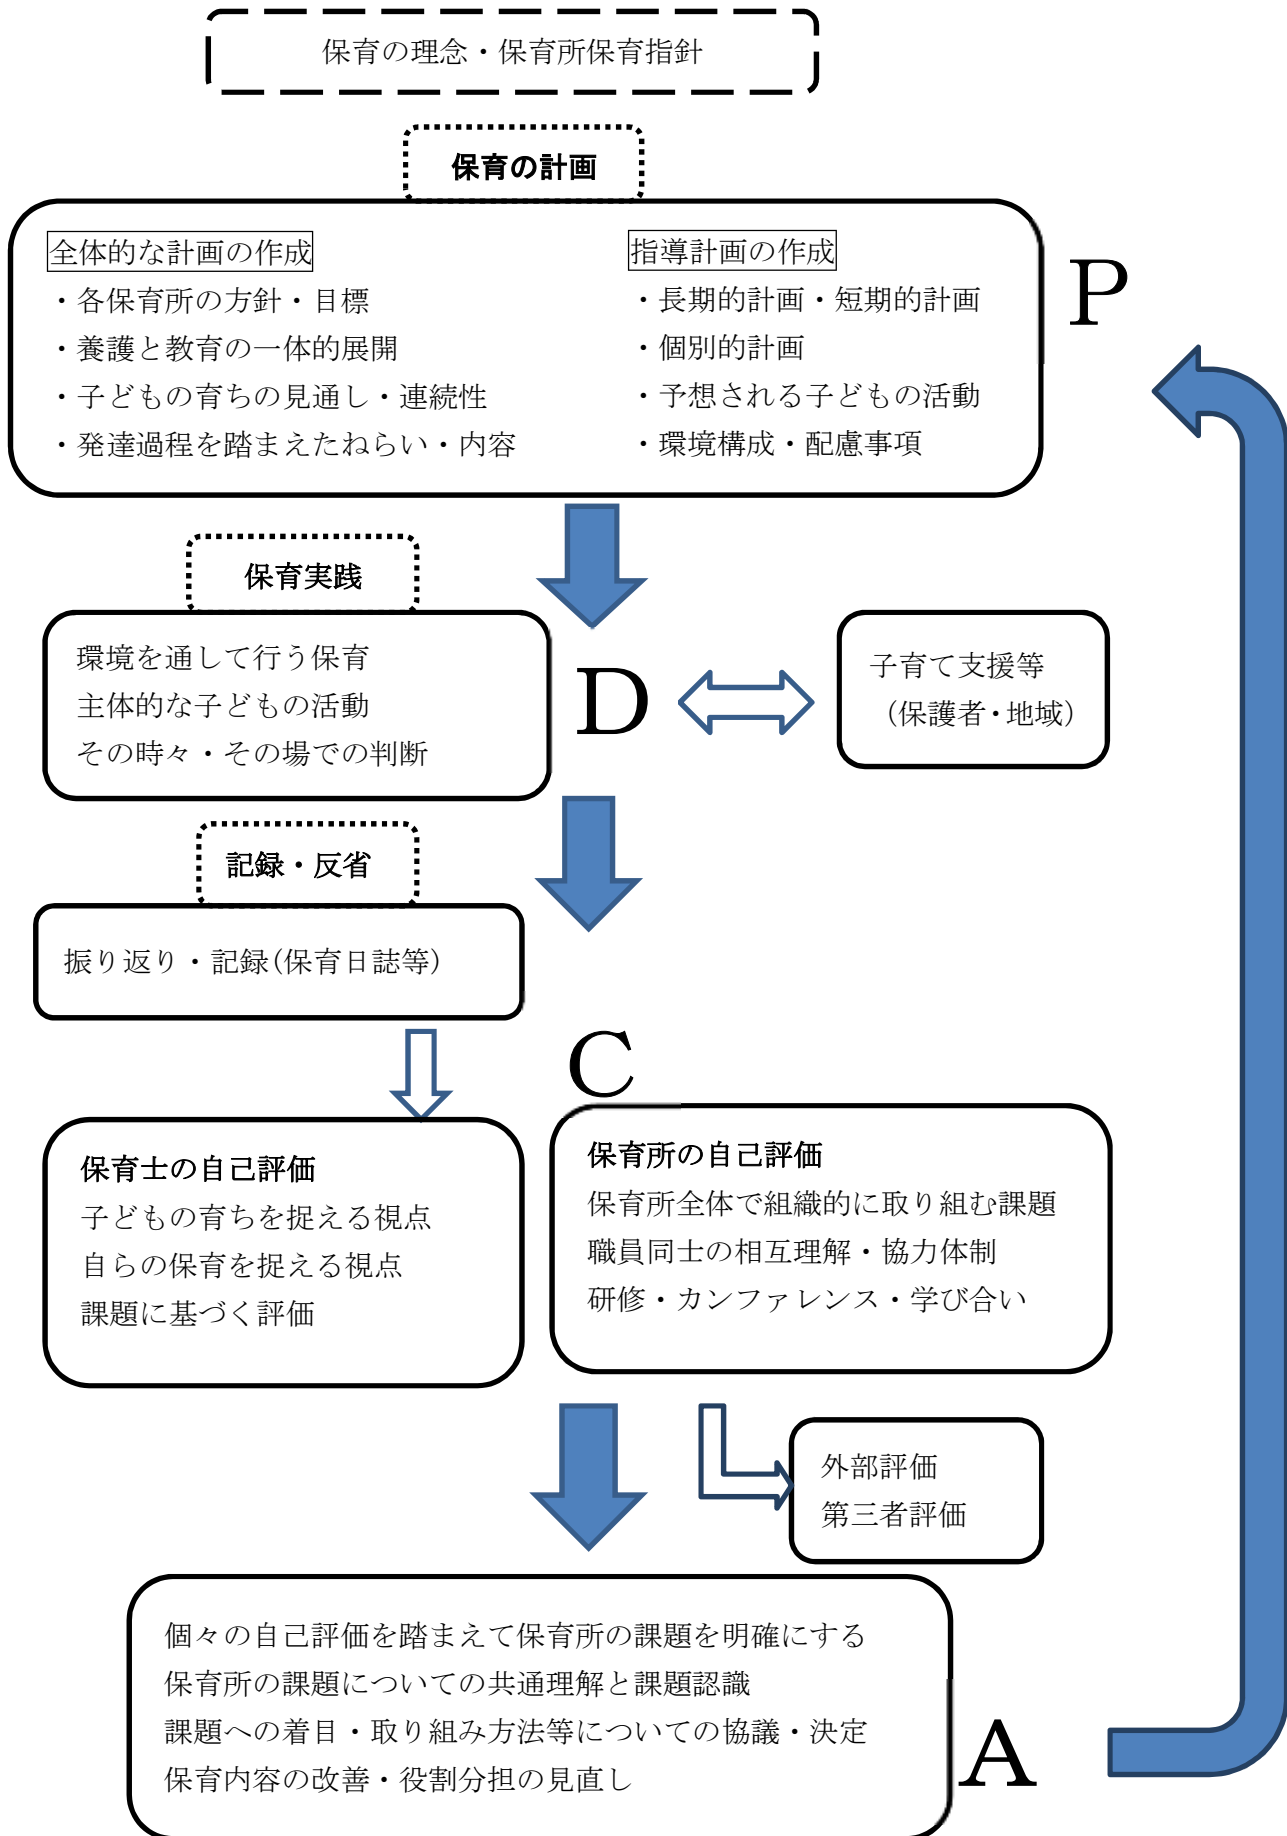 保育の理念・保育所保育指針
保育の計画
全体的な計画の作成
・各保育所の方針・目標
・養護と教育の一体的展開
・子どもの育ちの見通し・連続性
・発達過程を踏まえたねらい・内容
指導計画の作成
・長期的計画・短期的計画
・個別的計画
・予想される子どもの活動
・環境構成・配慮事項
P
保育実践
環境を通して行う保育
主体的な子どもの活動
その時々・その場での判断
D
子育て支援等
（保護者・地域）
記録・反省
振り返り・記録(保育日誌等)
C
保育士の自己評価
子どもの育ちを捉える視点
自らの保育を捉える視点
課題に基づく評価
保育所の自己評価
保育所全体で組織的に取り組む課題
職員同士の相互理解・協力体制
研修・カンファレンス・学び合い
外部評価
第三者評価
個々の自己評価を踏まえて保育所の課題を明確にする
保育所の課題についての共通理解と課題認識
課題への着目・取り組み方法等についての協議・決定
保育内容の改善・役割分担の見直し
A